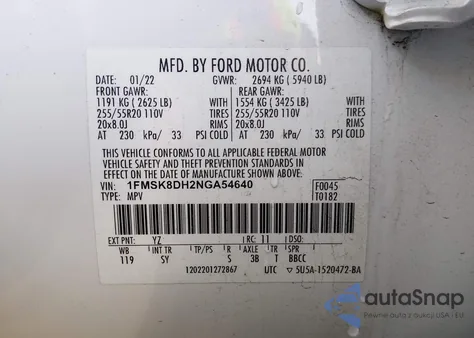 MFD. BY FORD MOTOR CO.
DATE: 01/22 GVWR: 2694 KG ( 5940 LB)
FRONT GAWR: REAR GAWR:
1191 KG ( 2625 LB) WITH 1554 KG ( 3425 LB) WITH
255/55R20 110V TIRES 255/55R20 110V TIRES
20x8.0J RIMS 20x8.0J RIMS
AT 230 kPa/ 33 PSI COLD AT 230 kPa/ 33 PSI COLD
THIS VEHICLE CONFORMS TO ALL APPLICABLE FEDERAL MOTOR
VEHICLE SAFETY AND THEFT PREVENTION STANDARDS IN
EFFECT ON THE DATE OF MANUFACTURE SHOWN ABOVE.
VIN: 1FMSK8DH2NGA54640 F0045
TYPE: MPV T0182
EXT PNT: YZ RC: 11 DSO:
WB INT TR TP/PS R AXLE TR SPR
119 SY S 3B T BBCC
1202201272867 UTC ▽ 5U5A-1520472-BA
autoSnap
Pewne auto z USA i EU